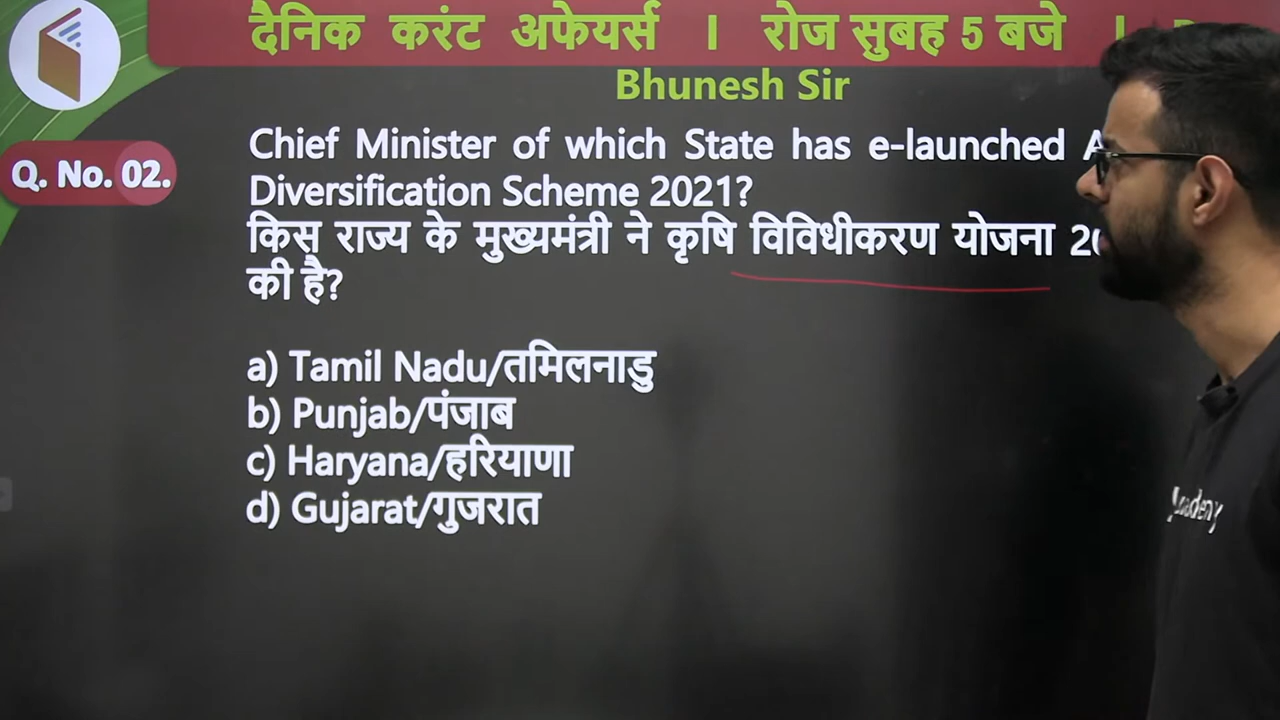 दैनिक करंट अफेयर्स । रोज सुबह 5 बजे ।
Bhunesh Sir
Q. No. 02.
Chief Minister of which State has e-launched
Diversification Scheme 2021?
किस राज्य के मुख्यमंत्री ने कृषि विविधीकरण योजना
की है?
a) Tamil Nadu/तमिलनाडु
b) Punjab/पंजाब
c) Haryana/हरियाणा
d) Gujarat/गुजरात